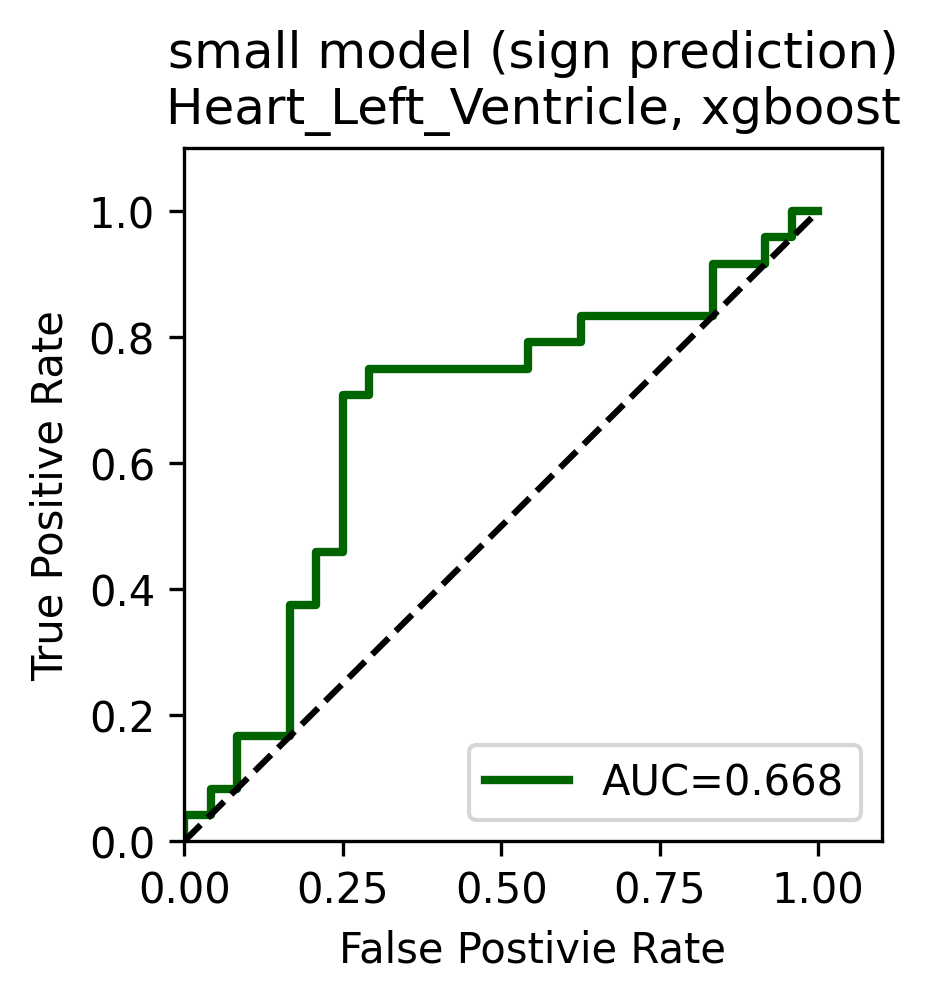 small model (sign prediction)
Heart_Left_Ventricle, xgboost
True Positive Rate
1.0
0.8
0.6
0.4
0.2
0.0
AUC=0.668
0.00 0.25 0.50 0.75 1.00
False Postivie Rate